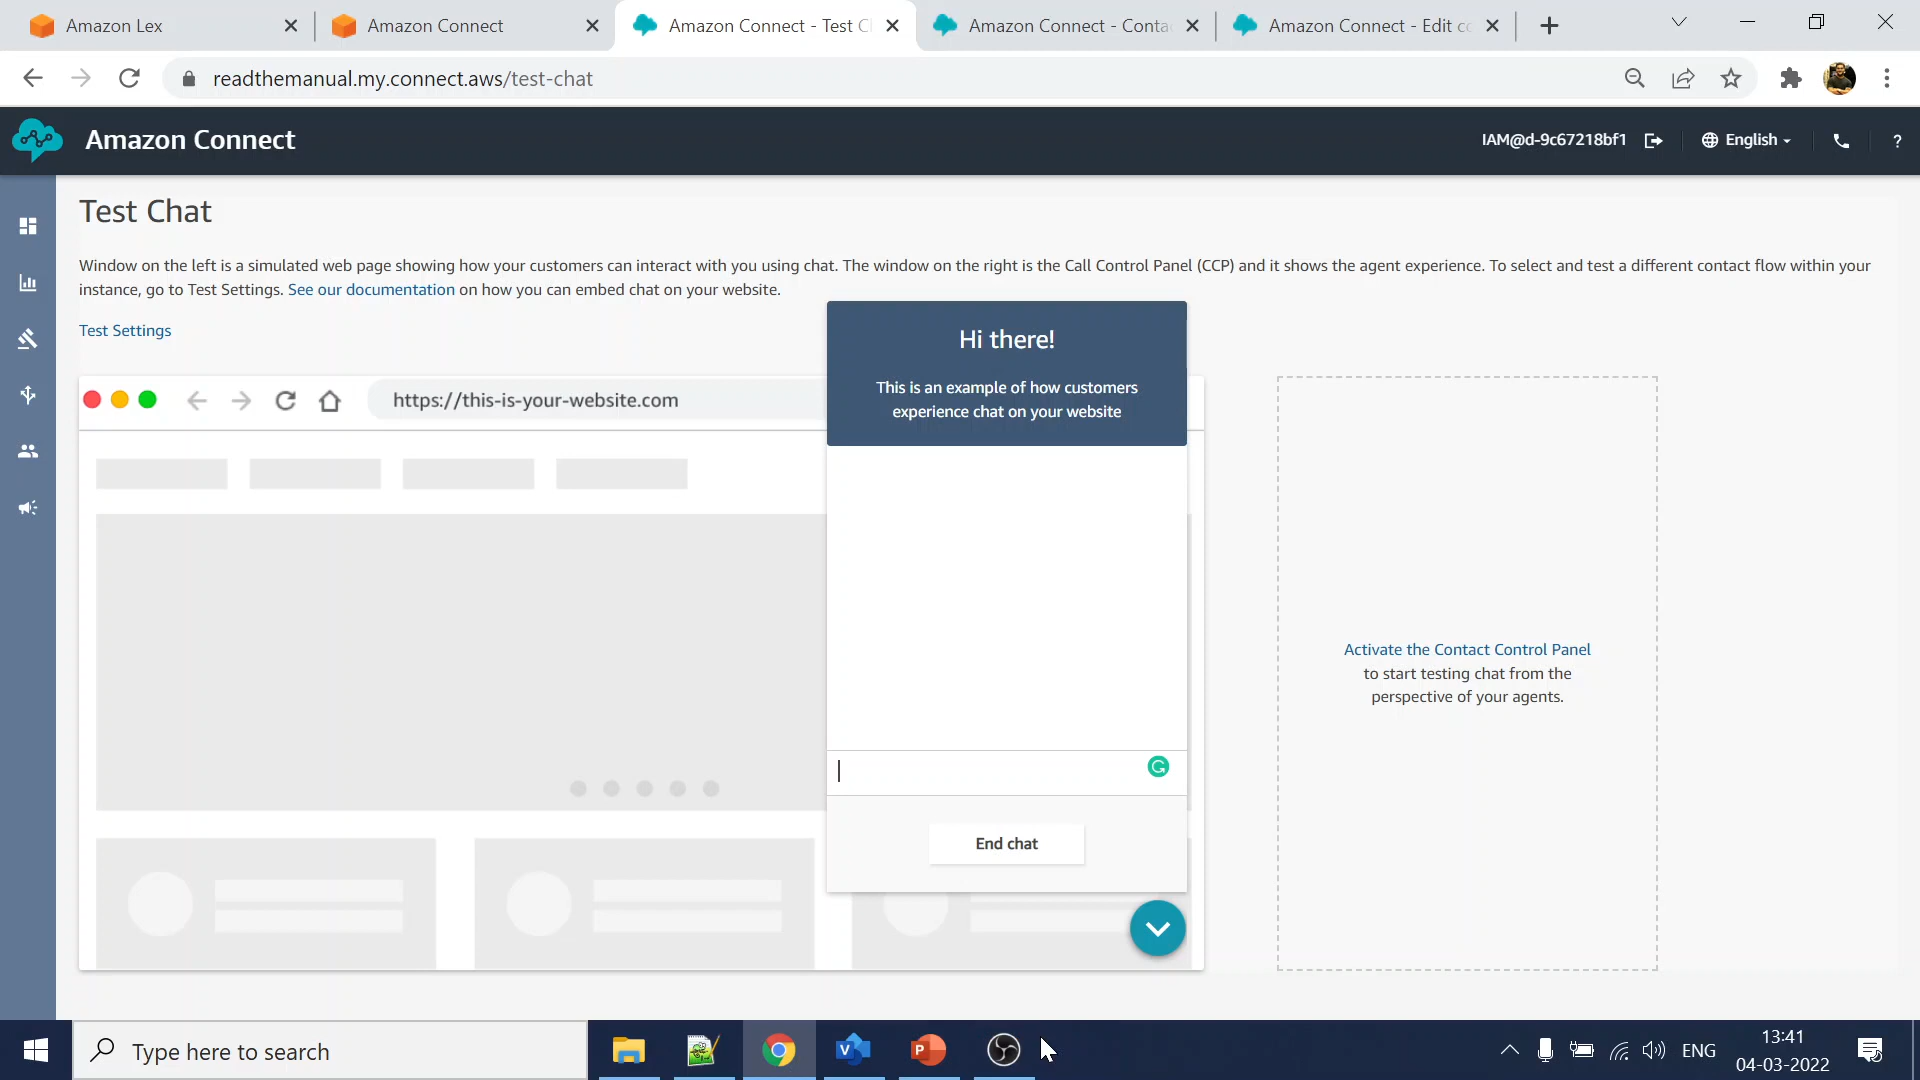 Amazon Lex
Amazon Connect
Amazon Connect - Test C
Amazon Connect - Conta
Amazon Connect - Edit co
readthemanual.my.connect.aws/test-chat
Amazon Connect
IAM@d-9c67218bf1
English
?
Test Chat
Window on the left is a simulated web page showing how your customers can interact with you using chat. The window on the right is the Call Control Panel (CCP) and it shows the agent experience. To select and test a different contact flow within your
instance, go to Test Settings. See our documentation on how you can embed chat on your website.
Test Settings
https://this-is-your-website.com
Hi there!
This is an example of how customers
experience chat on your website
End chat
Activate the Contact Control Panel
to start testing chat from the
perspective of your agents.
Type here to search
ENG
13:41
04-03-2022